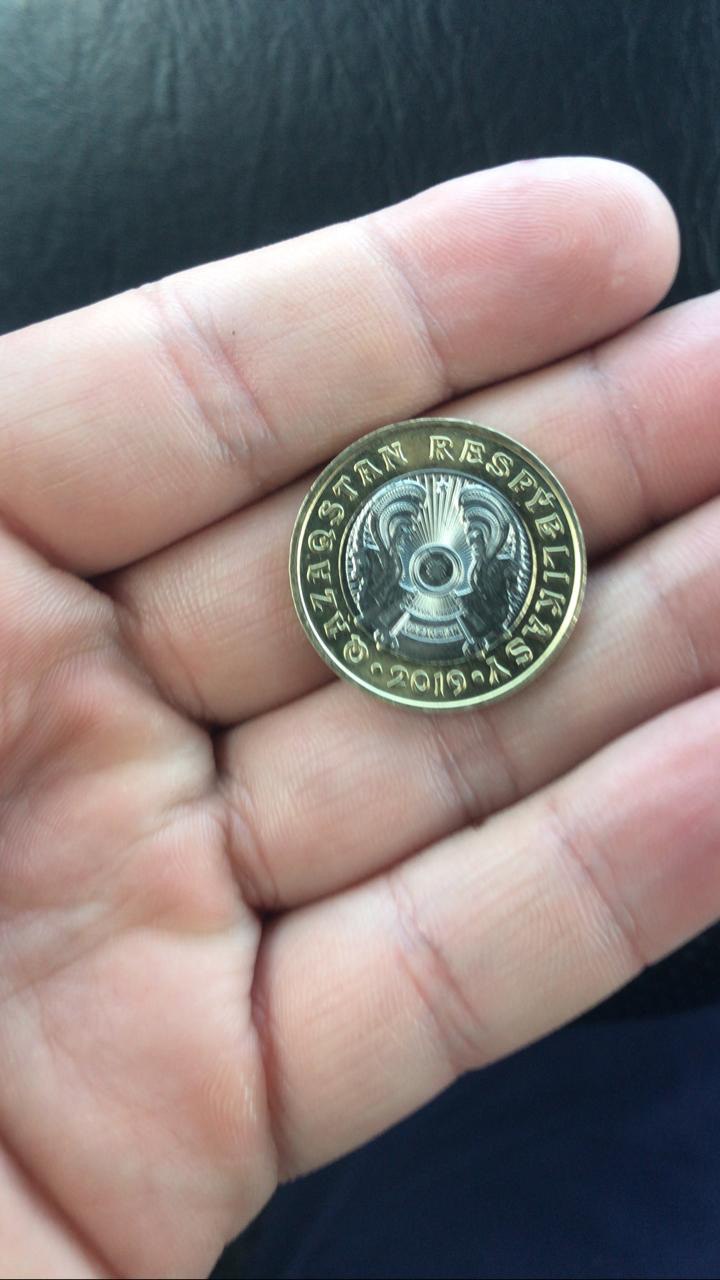 QAZAQSTAN RESPÝBLIKASY
• 2019 •